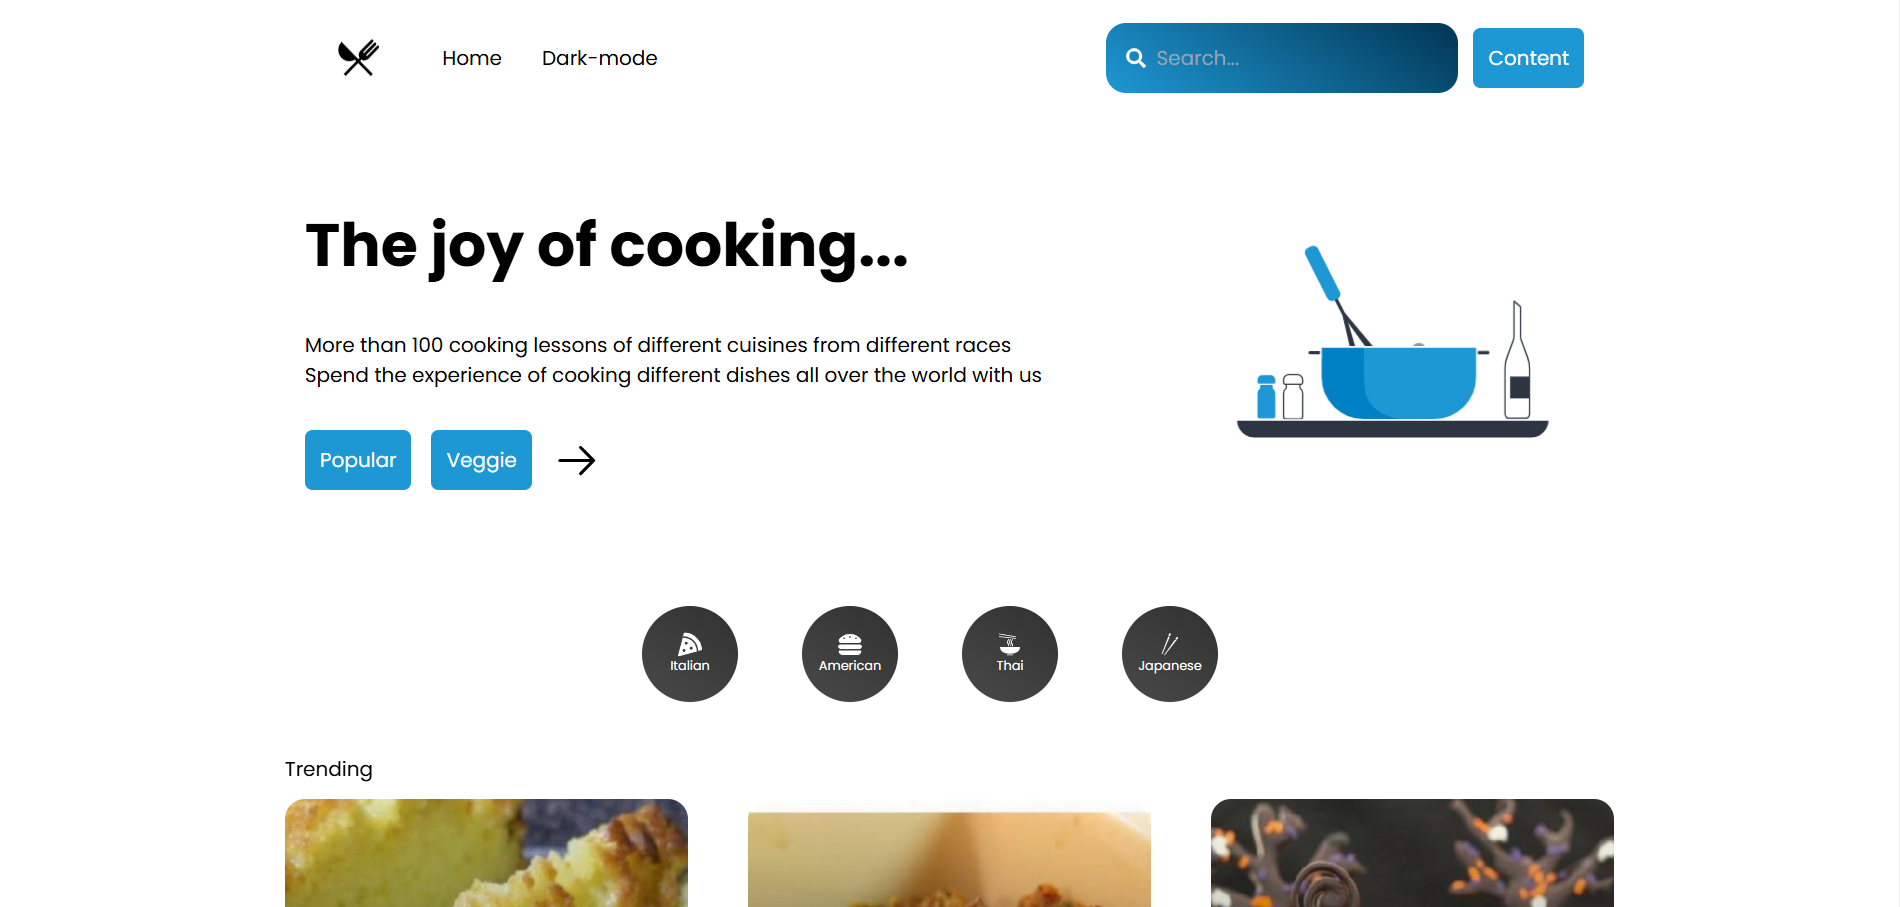 Home
Dark-mode
Search...
Content
The joy of cooking...
More than 100 cooking lessons of different cuisines from different races
Spend the experience of cooking different dishes all over the world with us
Popular
Veggie
Italian
American
Thai
Japanese
Trending